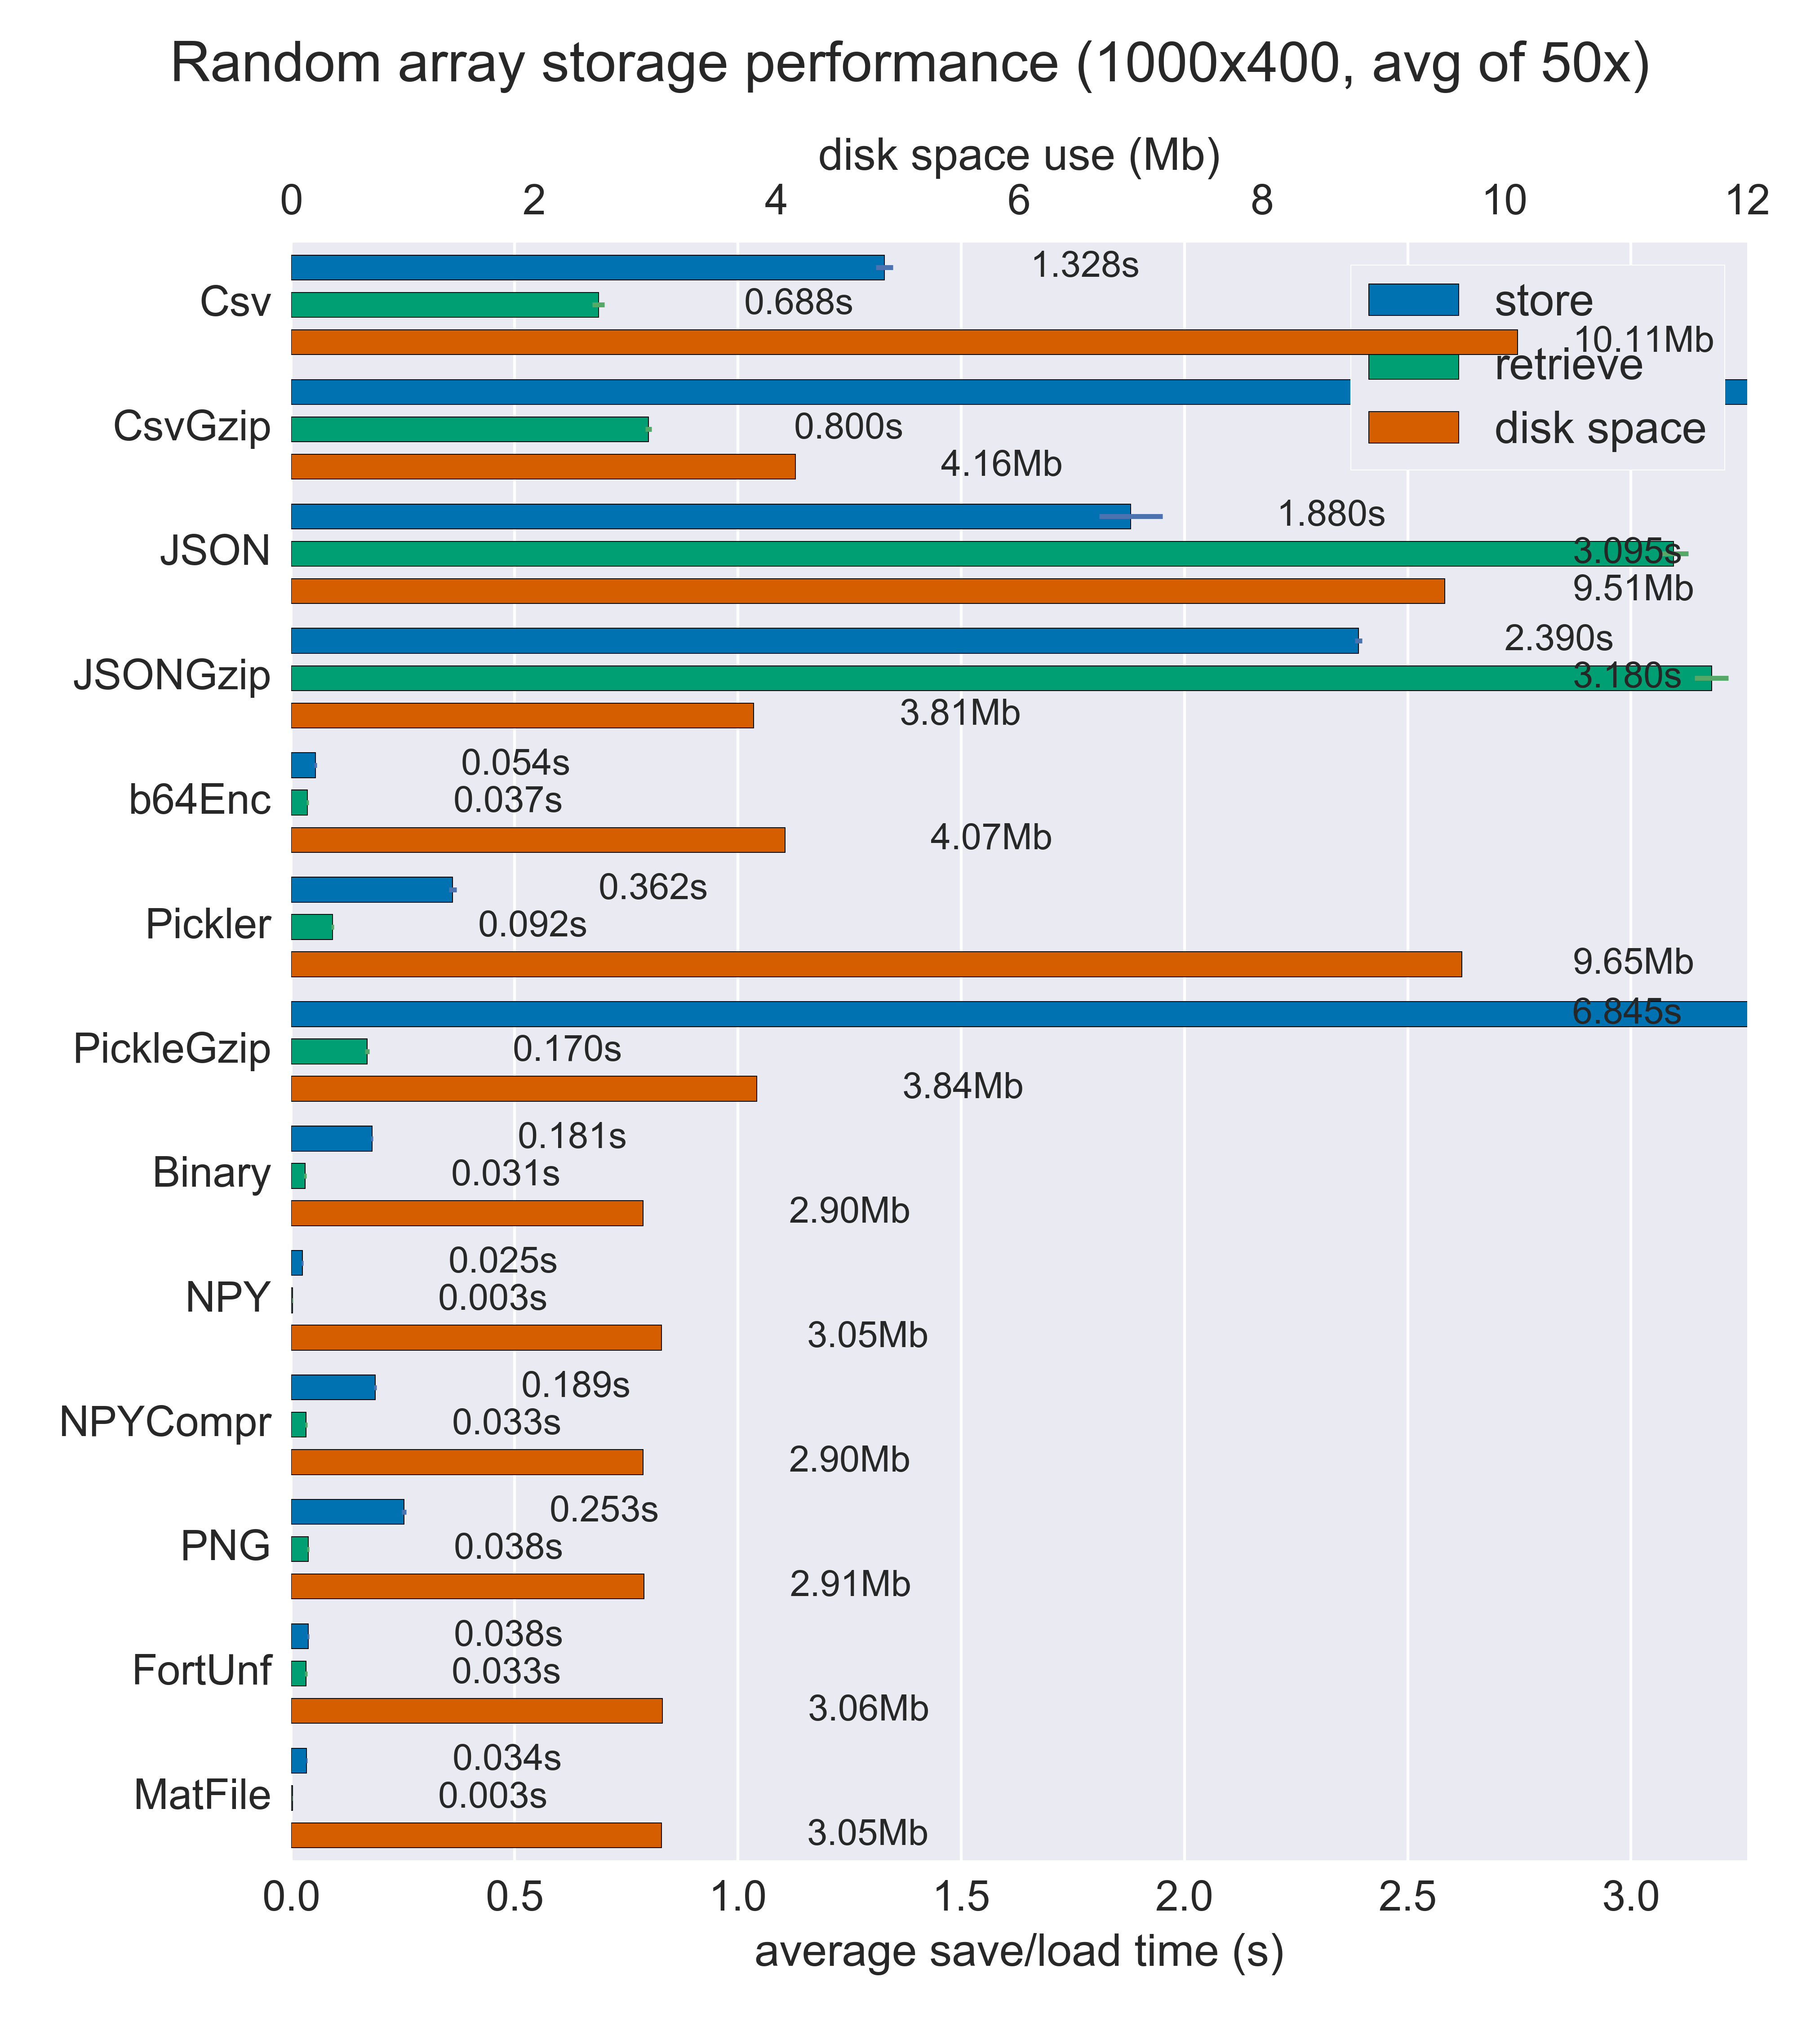 Random array storage performance (1000x400, avg of 50x)
disk space use (Mb)
0 2 4 6 8 10 12
Csv
1.328s
0.688s
10.11Mb
store
retrieve
disk space
CsvGzip
0.800s
4.16Mb
JSON
1.880s
3.095s
9.51Mb
JSONGzip
2.390s
3.180s
3.81Mb
b64Enc
0.054s
0.037s
4.07Mb
Pickler
0.362s
0.092s
9.65Mb
PickleGzip
6.845s
0.170s
3.84Mb
Binary
0.181s
0.031s
2.90Mb
NPY
0.025s
0.003s
3.05Mb
NPYCompr
0.189s
0.033s
2.90Mb
PNG
0.253s
0.038s
2.91Mb
FortUnf
0.038s
0.033s
3.06Mb
MatFile
0.034s
0.003s
3.05Mb
0.0 0.5 1.0 1.5 2.0 2.5 3.0
average save/load time (s)